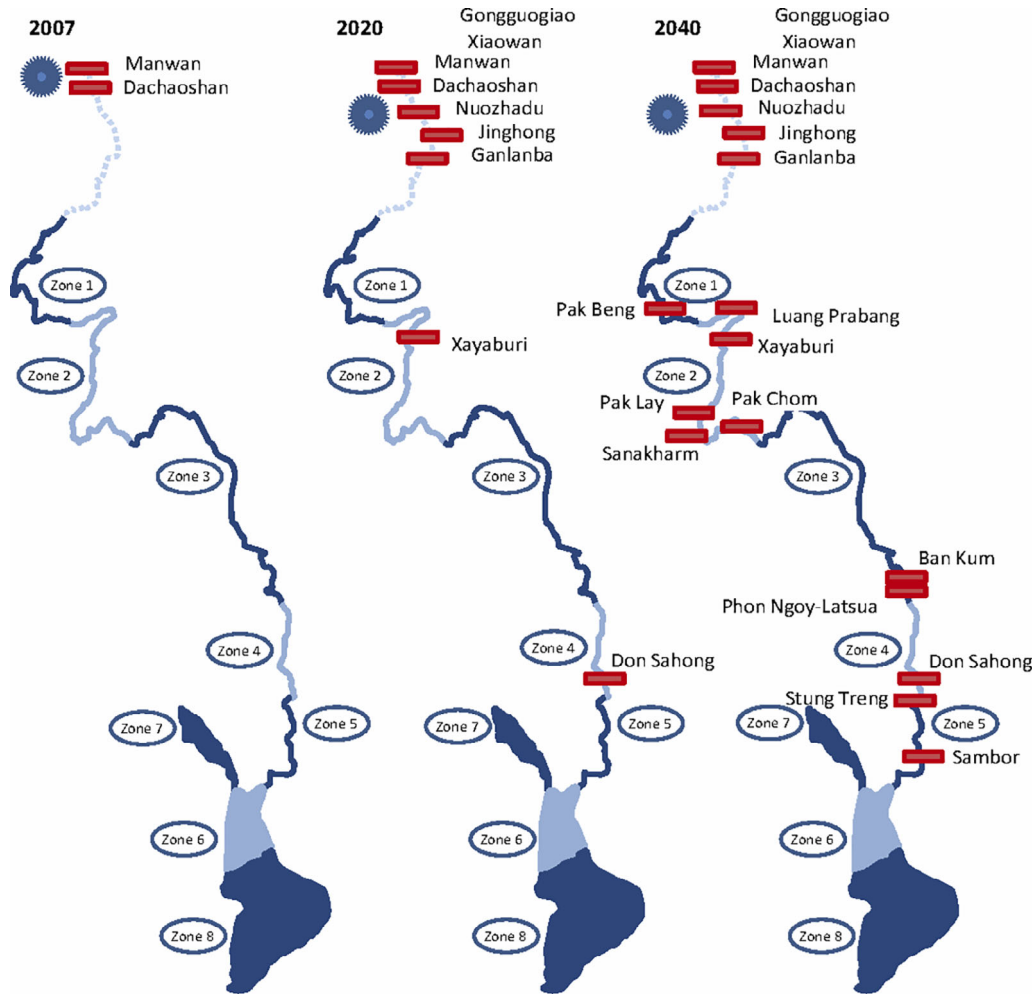 2007
Manwan
Dachaoshan
Zone 1
Zone 2
Zone 3
Zone 4
Zone 5
Zone 7
Zone 6
Zone 8
2020
Gongguogiao
Xiaowan
Manwan
Dachaoshan
Nuozhadu
Jinghong
Ganlanba
Zone 1
Xayaburi
Zone 2
Zone 3
Zone 4
Don Sahong
Zone 5
Zone 7
Zone 6
Zone 8
2040
Gongguogiao
Xiaowan
Manwan
Dachaoshan
Nuozhadu
Jinghong
Ganlanba
Zone 1
Pak Beng
Luang Prabang
Xayaburi
Zone 2
Pak Lay
Pak Chom
Sanakharm
Zone 3
Ban Kum
Phon Ngoy-Latsua
Zone 4
Don Sahong
Stung Treng
Zone 5
Zone 7
Sambor
Zone 6
Zone 8